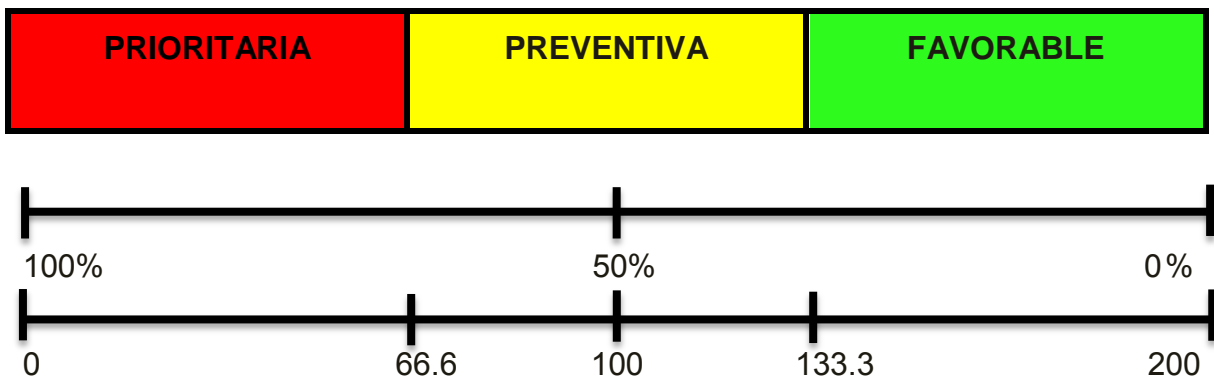 PRIORITARIA PREVENTIVA FAVORABLE
100% 50% 0%
0 66.6 100 133.3 200